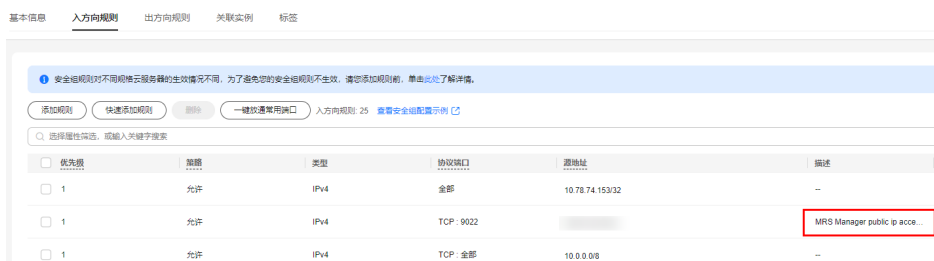 基本信息 入方向规则 出方向规则 关联实例 标签
安全组规则对不同规格云服务器的生效情况不同，为了避免您的安全组规则不生效，请您添加规则前，单击此处了解详情。
添加规则 快速添加规则 删除 一键放通常用端口 入方向规则: 25 查看安全组配置示例
选择属性筛选，或输入关键字搜索
优先级 策略 类型 协议端口 源地址 描述
1 允许 IPv4 全部 10.78.74.153/32 --
1 允许 IPv4 TCP : 9022 MRS Manager public ip acce...
1 允许 IPv4 TCP : 全部 10.0.0.0/8 --